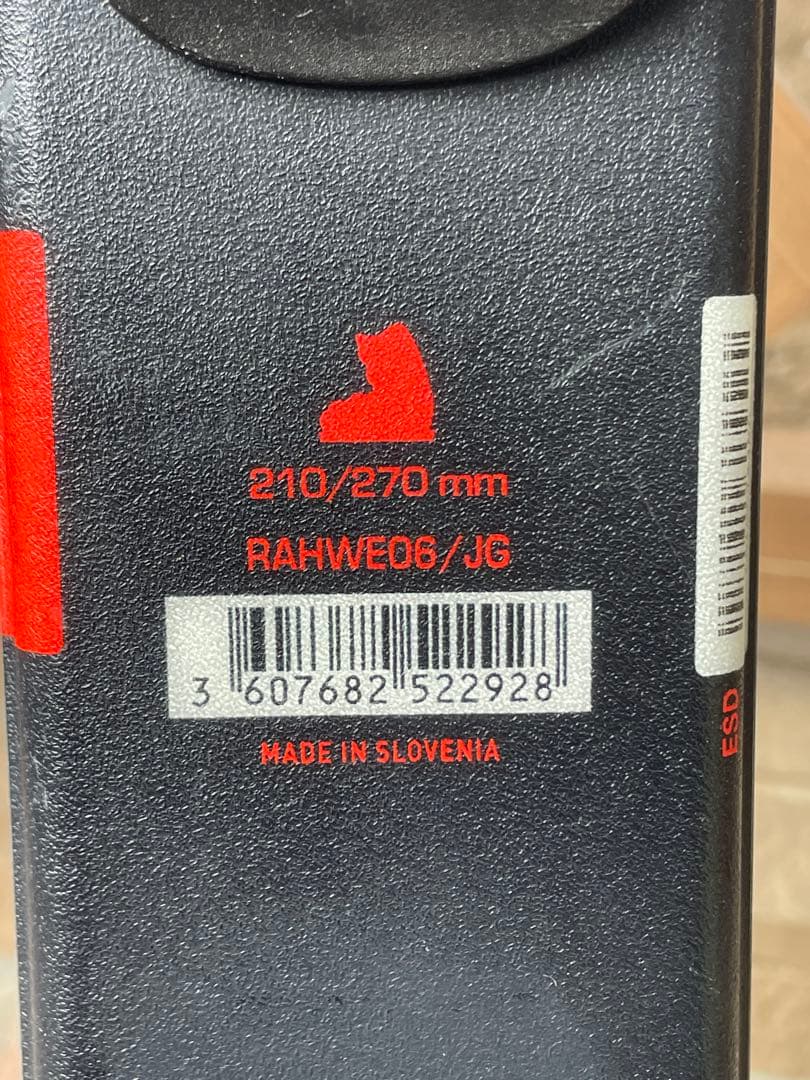 210/270 mm
RAHWE06/JG
3 607682 522928
MADE IN SLOVENIA
ESD